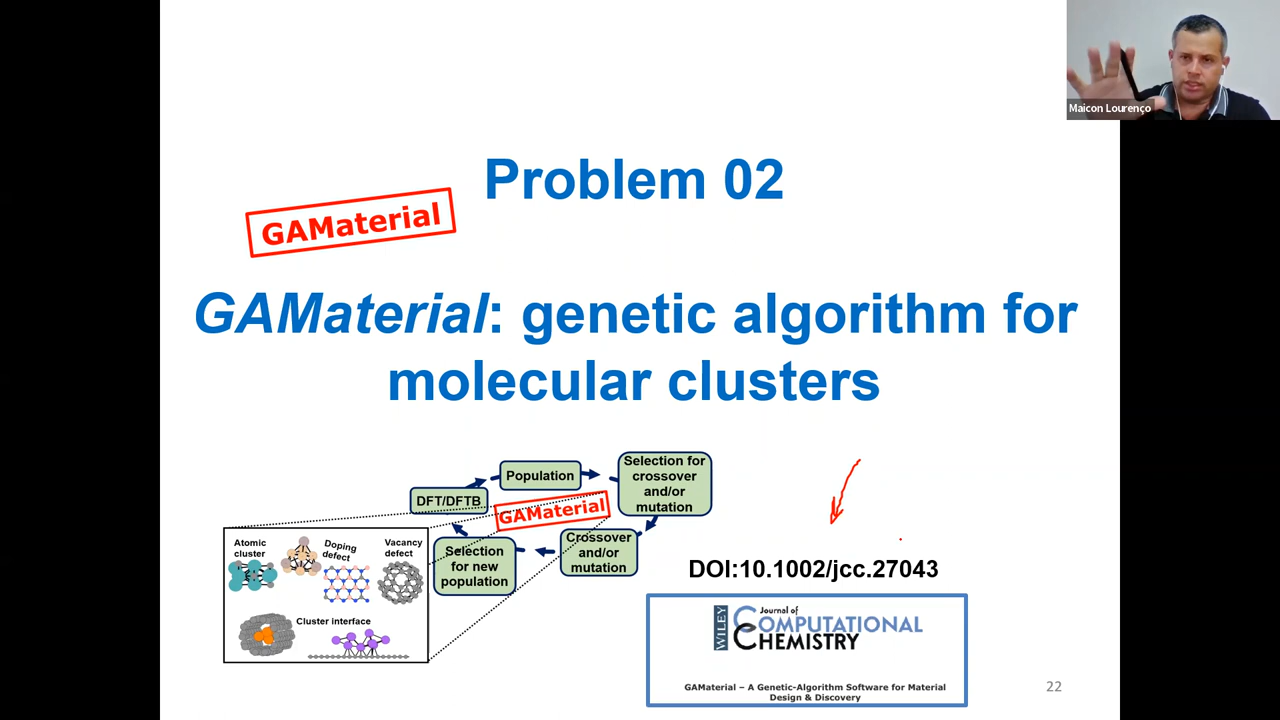 Maicon Lourenço
Problem 02
GAMaterial
GAMaterial: genetic algorithm for
molecular clusters
Population
Selection for
crossover
and/or
mutation
DFT/DFTB
GAMaterial
Crossover
and/or
mutation
Selection
for new
population
Atomic
cluster
Doping
defect
Vacancy
defect
Cluster interface
DOI:10.1002/jcc.27043
WILEY
Journal of
COMPUTATIONAL
CHEMISTRY
GAMaterial – A Genetic-Algorithm Software for Material
Design & Discovery
22